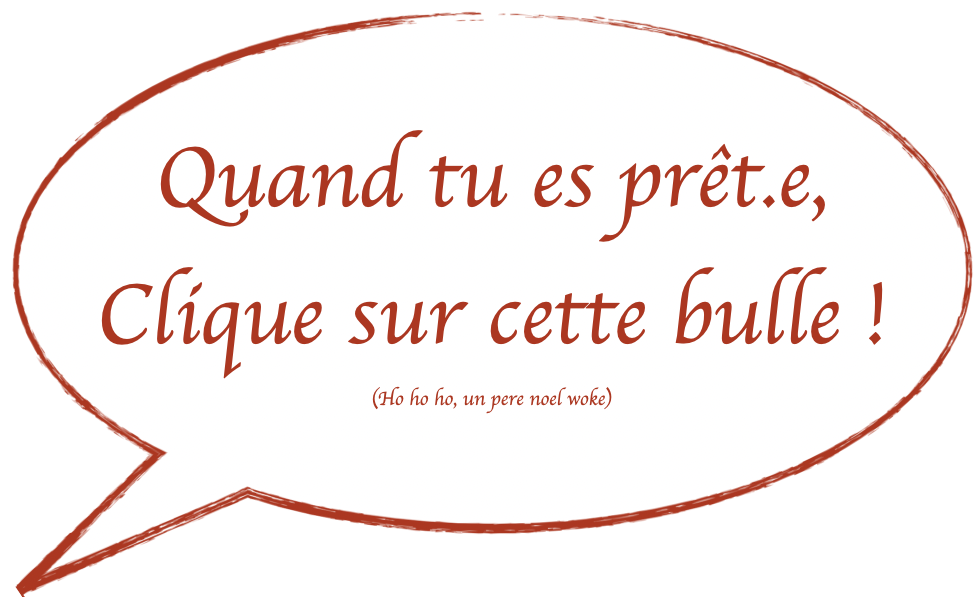 Quand tu es prêt.e,
Clique sur cette bulle !
(Ho ho ho, un pere noel woke)